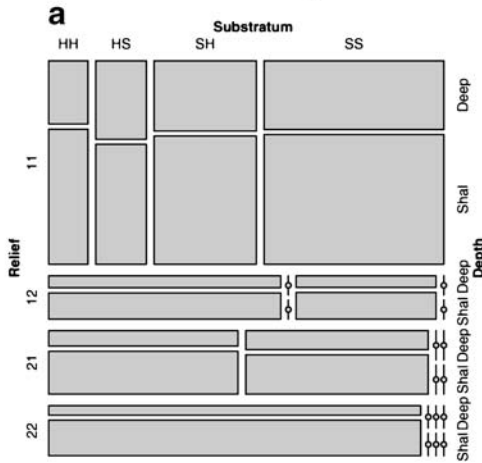 a
Substratum
HH HS SH SS
Relief
11
12
21
22
Depth
Deep
Shal
Deep
Shal
Deep
Shal
Deep
Shal